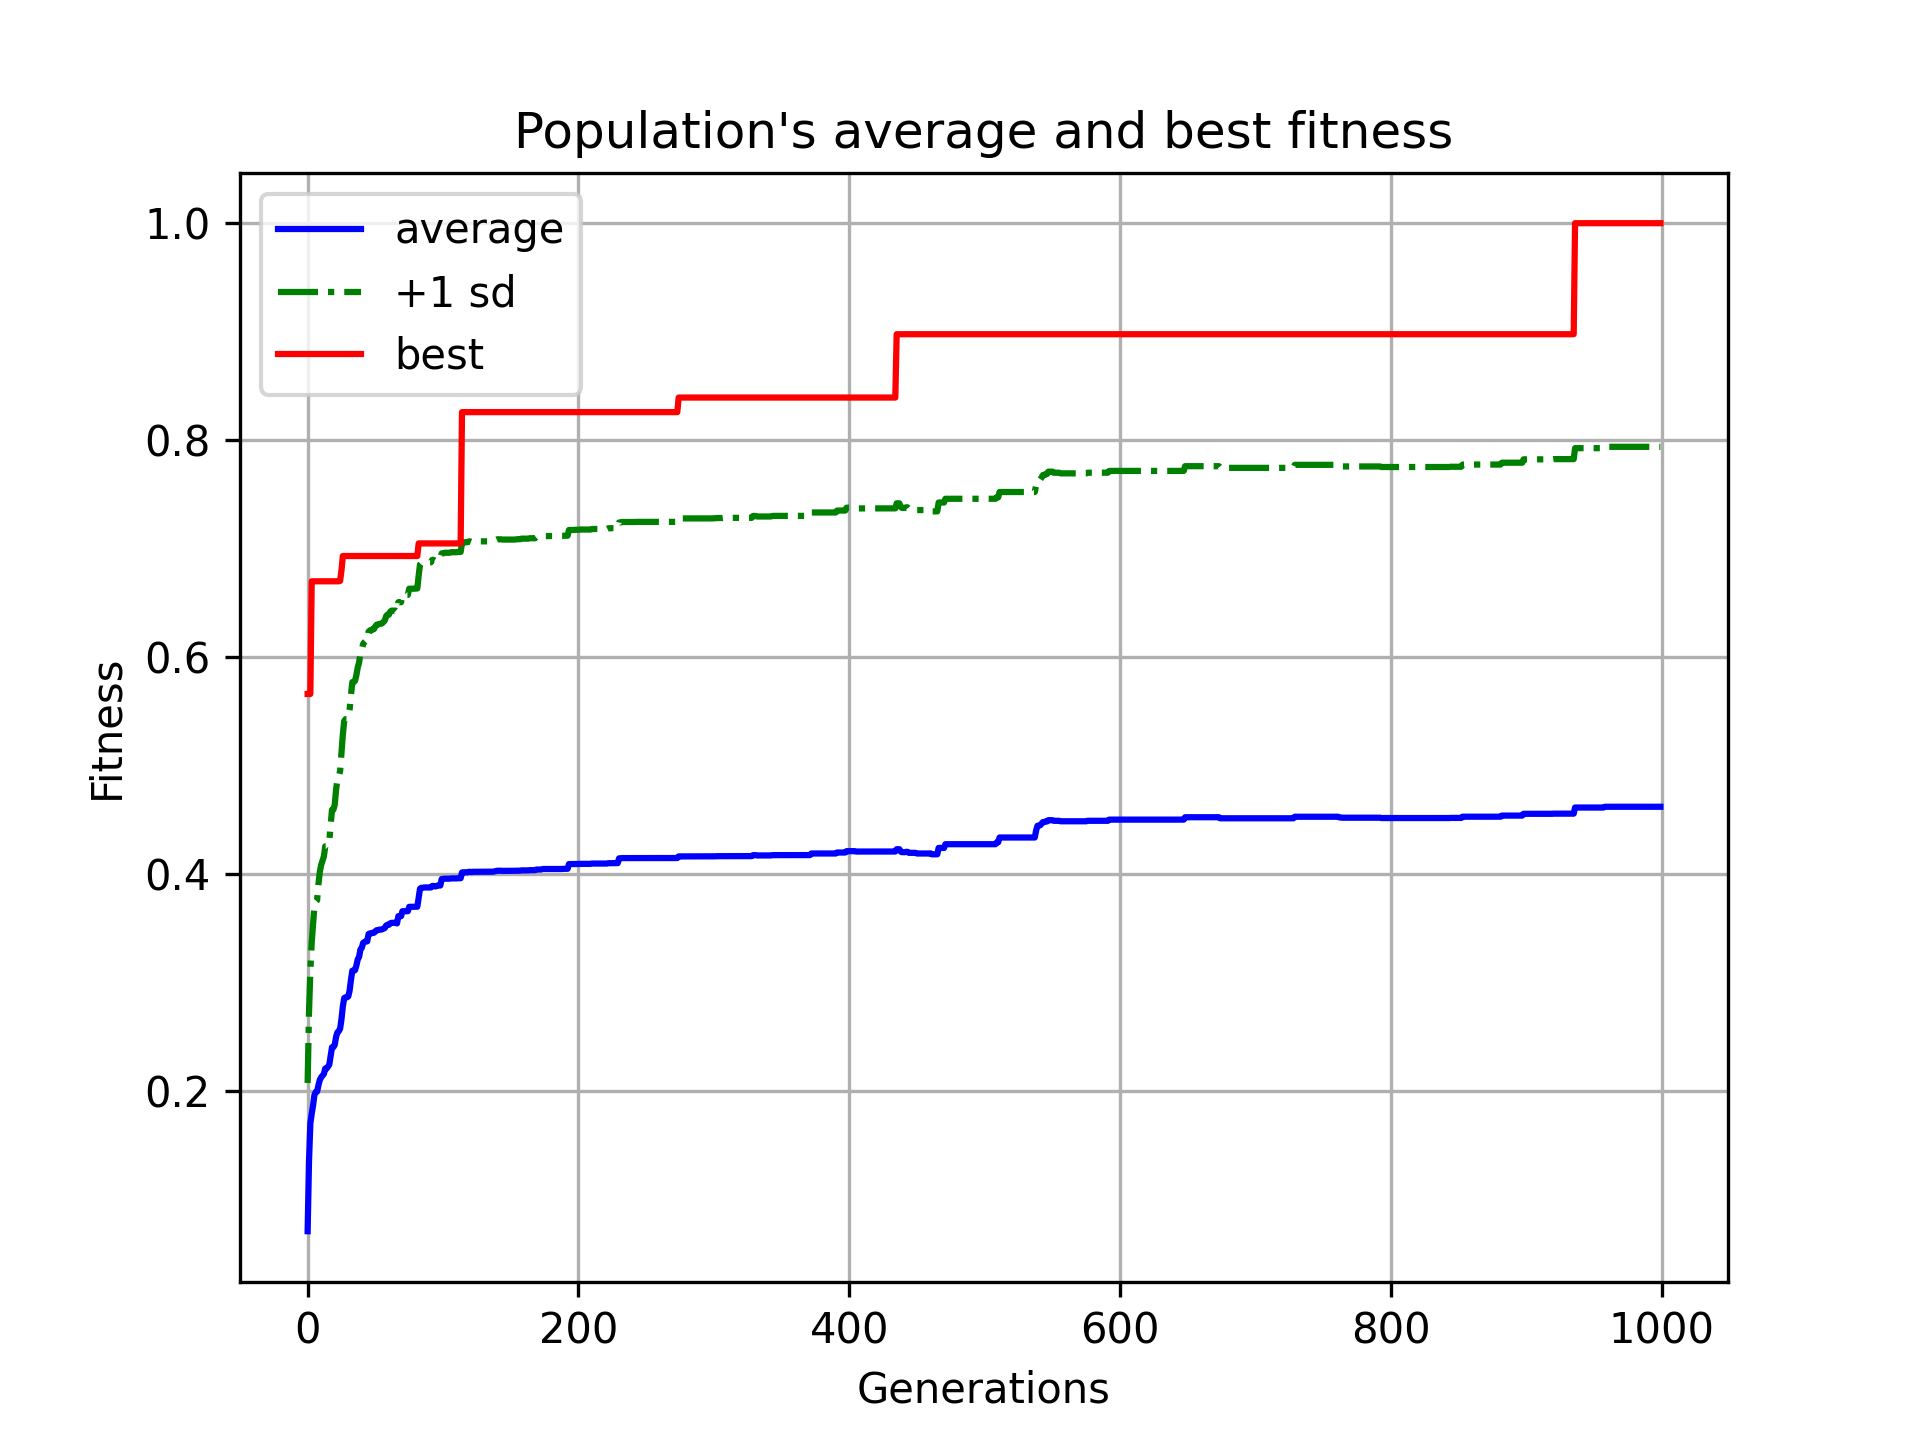 Population's average and best fitness
average
+1 sd
best
1.0
0.8
0.6
0.4
0.2
Fitness
0 200 400 600 800 1000
Generations